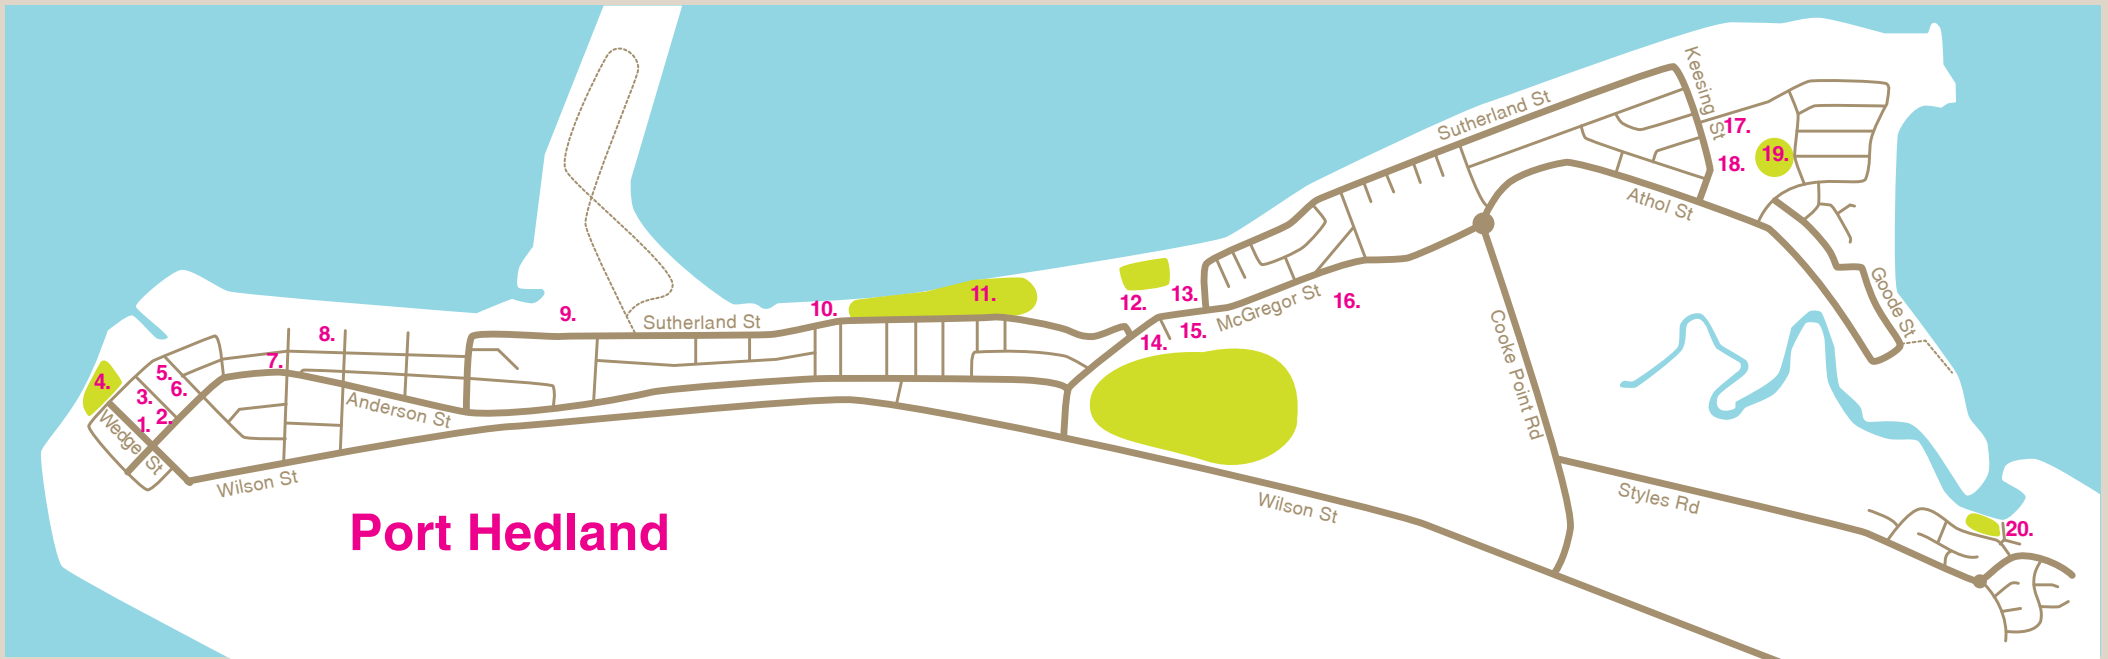 Keesing St
Sutherland St
17.
18.
19.
Athol St
Goode St
11.
12.
13.
16.
McGregor St
10.
9.
Sutherland St
15.
14.
8.
7.
5.
6.
4.
3.
2.
1.
Anderson St
Wedge St
Wilson St
Cooke Point Rd
Wilson St
Styles Rd
20.
Port Hedland